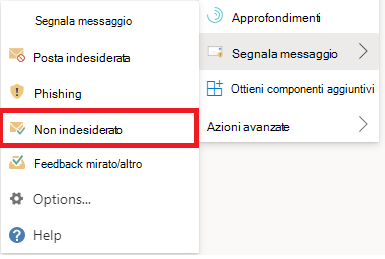 Segnala messaggio
Posta indesiderata
Phishing
Non indesiderato
Feedback mirato/altro
Options...
Help
Approfondimenti
Segnala messaggio
Ottieni componenti aggiuntivi
Azioni avanzate